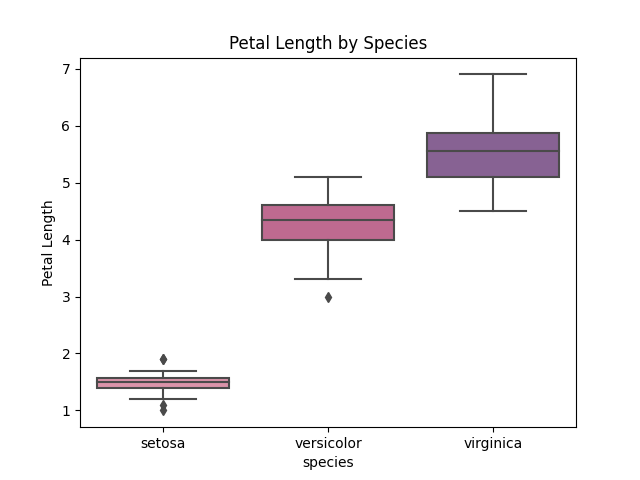 Petal Length by Species
Petal Length
7
6
5
4
3
2
1
setosa versicolor virginica
species